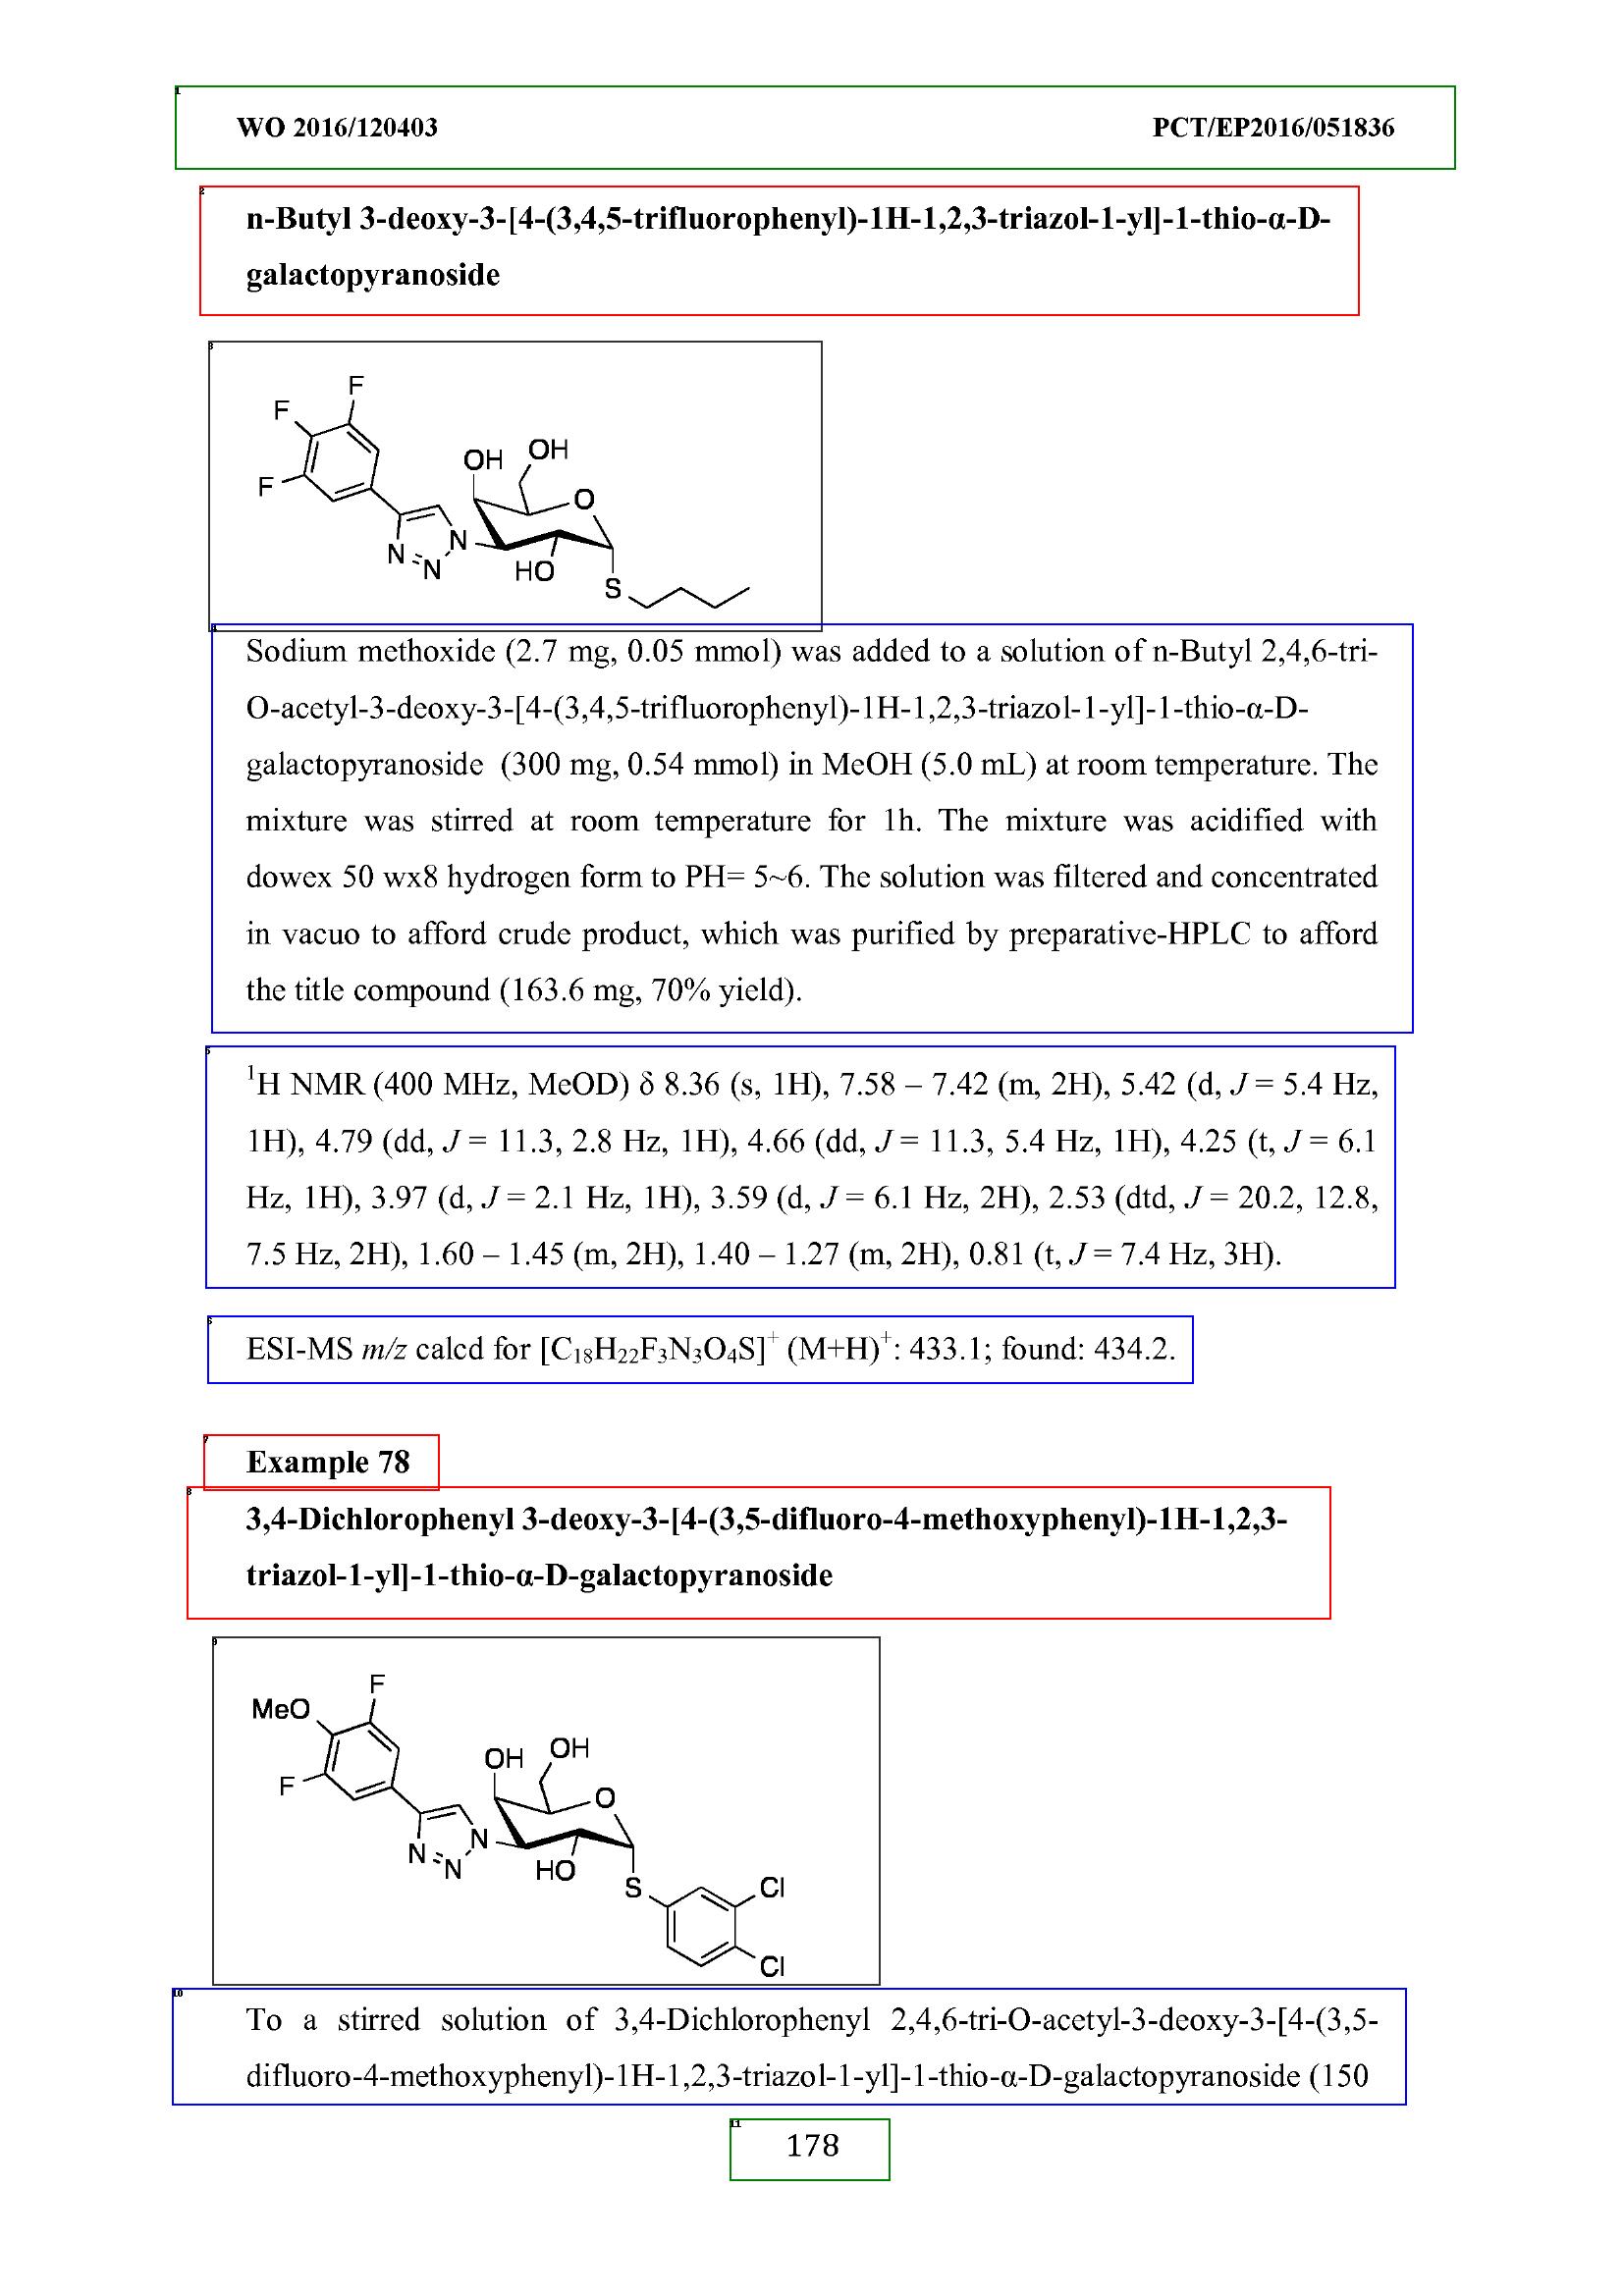 WO 2016/120403 PCT/EP2016/051836
n-Butyl 3-deoxy-3-[4-(3,4,5-trifluorophenyl)-1H-1,2,3-triazol-1-yl]-1-thio-α-D-
galactopyranoside
F
F
F
OH
OH
O
N
N
N
HO
S
Sodium methoxide (2.7 mg, 0.05 mmol) was added to a solution of n-Butyl 2,4,6-tri-
O-acetyl-3-deoxy-3-[4-(3,4,5-trifluorophenyl)-1H-1,2,3-triazol-1-yl]-1-thio-α-D-
galactopyranoside (300 mg, 0.54 mmol) in MeOH (5.0 mL) at room temperature. The
mixture was stirred at room temperature for 1h. The mixture was acidified with
dowex 50 wx8 hydrogen form to PH= 5~6. The solution was filtered and concentrated
in vacuo to afford crude product, which was purified by preparative-HPLC to afford
the title compound (163.6 mg, 70% yield).
¹H NMR (400 MHz, MeOD) δ 8.36 (s, 1H), 7.58 – 7.42 (m, 2H), 5.42 (d, J = 5.4 Hz,
1H), 4.79 (dd, J = 11.3, 2.8 Hz, 1H), 4.66 (dd, J = 11.3, 5.4 Hz, 1H), 4.25 (t, J = 6.1
Hz, 1H), 3.97 (d, J = 2.1 Hz, 1H), 3.59 (d, J = 6.1 Hz, 2H), 2.53 (dtd, J = 20.2, 12.8,
7.5 Hz, 2H), 1.60 – 1.45 (m, 2H), 1.40 – 1.27 (m, 2H), 0.81 (t, J = 7.4 Hz, 3H).
ESI-MS m/z calcd for [C₁₈H₂₂F₃N₃O₄S]⁺ (M+H)⁺: 433.1; found: 434.2.
Example 78
3,4-Dichlorophenyl 3-deoxy-3-[4-(3,5-difluoro-4-methoxyphenyl)-1H-1,2,3-
triazol-1-yl]-1-thio-α-D-galactopyranoside
F
MeO
F
OH
OH
O
N
N
N
HO
S
Cl
Cl
To a stirred solution of 3,4-Dichlorophenyl 2,4,6-tri-O-acetyl-3-deoxy-3-[4-(3,5-
difluoro-4-methoxyphenyl)-1H-1,2,3-triazol-1-yl]-1-thio-α-D-galactopyranoside (150
178